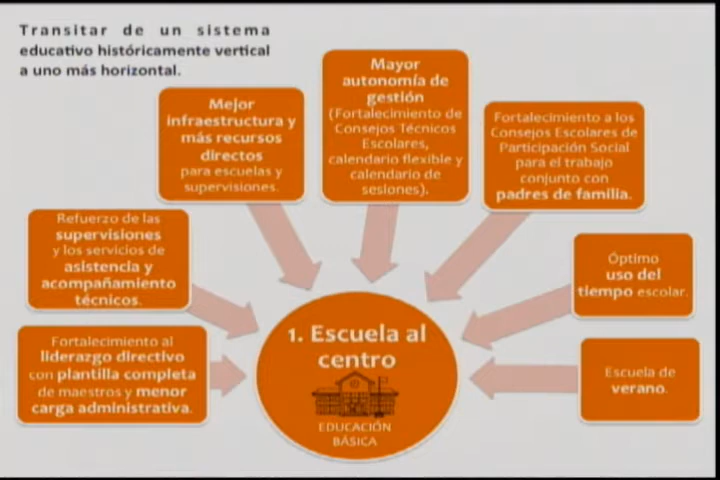 Transitar de un sistema
educativo históricamente vertical
a uno más horizontal.
Mayor
autonomía de
gestión
(Fortalecimiento de
Consejos Técnicos
Escolares,
calendario flexible y
calendario de
sesiones).
Mejor
infraestructura y
más recursos
directos
para escuelas y
supervisiones.
Fortalecimiento a los
Consejos Escolares de
Participación Social
para el trabajo
conjunto con
padres de familia.
Refuerzo de las
supervisiones
y los servicios de
asistencia y
acompañamiento
técnicos.
Óptimo
uso del
tiempo escolar.
Fortalecimiento al
liderazgo directivo
con plantilla completa
de maestros y menor
carga administrativa.
Escuela de
verano.
1. Escuela al
centro
EDUCACIÓN
BÁSICA